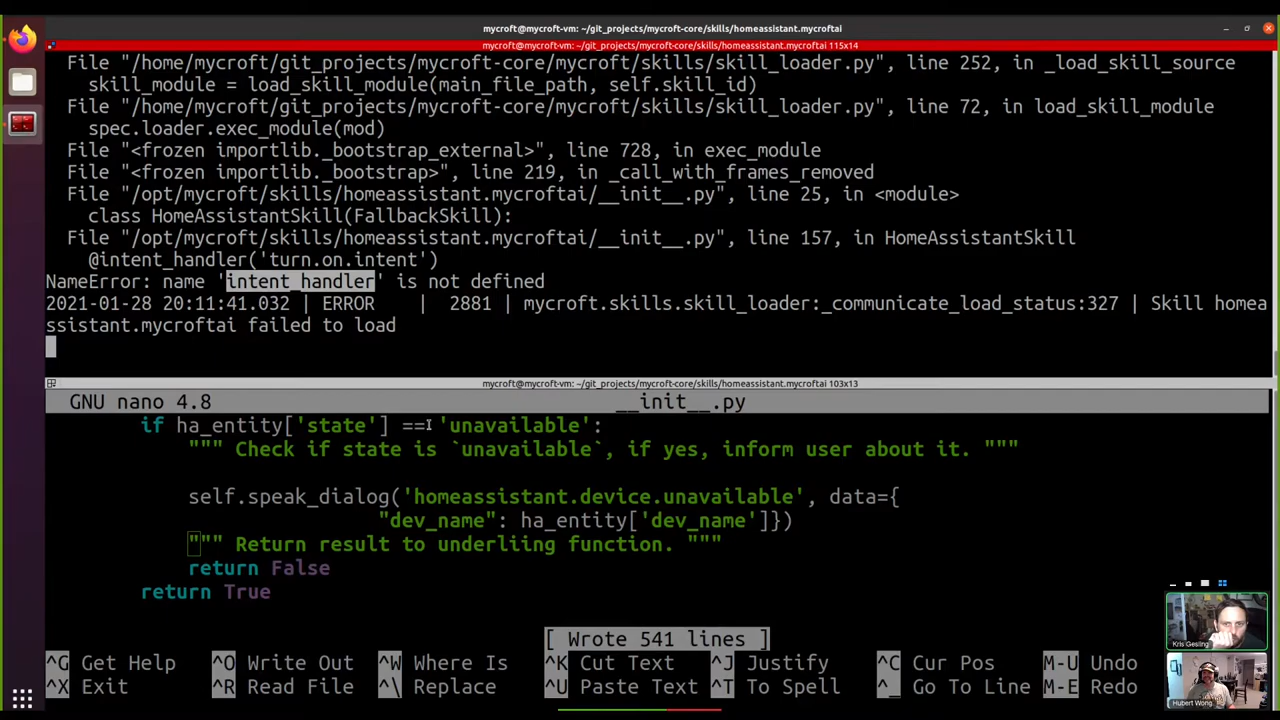 mycroft@mycroft-vm: ~/git_projects/mycroft-core/skills/homeassistant.mycroftai
mycroft@mycroft-vm: ~/git_projects/mycroft-core/skills/homeassistant.mycroftai 115x14
File "/home/mycroft/git_projects/mycroft-core/mycroft/skills/skill_loader.py", line 252, in _load_skill_source
skill_module = load_skill_module(main_file_path, self.skill_id)
File "/home/mycroft/git_projects/mycroft-core/mycroft/skills/skill_loader.py", line 72, in load_skill_module
spec.loader.exec_module(mod)
File "<frozen importlib._bootstrap_external>", line 728, in exec_module
File "<frozen importlib._bootstrap>", line 219, in _call_with_frames_removed
File "/opt/mycroft/skills/homeassistant.mycroftai/__init__.py", line 25, in <module>
class HomeAssistantSkill(FallbackSkill):
File "/opt/mycroft/skills/homeassistant.mycroftai/__init__.py", line 157, in HomeAssistantSkill
@intent_handler('turn.on.intent')
NameError: name 'intent_handler' is not defined
2021-01-28 20:11:41.032 | ERROR    |  2881 | mycroft.skills.skill_loader:_communicate_load_status:327 | Skill homea
ssistant.mycroftai failed to load
mycroft@mycroft-vm: ~/git_projects/mycroft-core/skills/homeassistant.mycroftai 103x13
GNU nano 4.8 __init__.py
if ha_entity['state'] == 'unavailable':
""" Check if state is `unavailable`, if yes, inform user about it. """
self.speak_dialog('homeassistant.device.unavailable', data={
"dev_name": ha_entity['dev_name']})
""" Return result to underliing function. """
return False
return True
[ Wrote 541 lines ]
^G Get Help ^O Write Out ^W Where Is ^K Cut Text ^J Justify ^C Cur Pos M-U Undo
^X Exit ^R Read File ^\ Replace ^U Paste Text ^T To Spell ^_ Go To Line M-E Redo
Kris Gesling
Hubert Wong